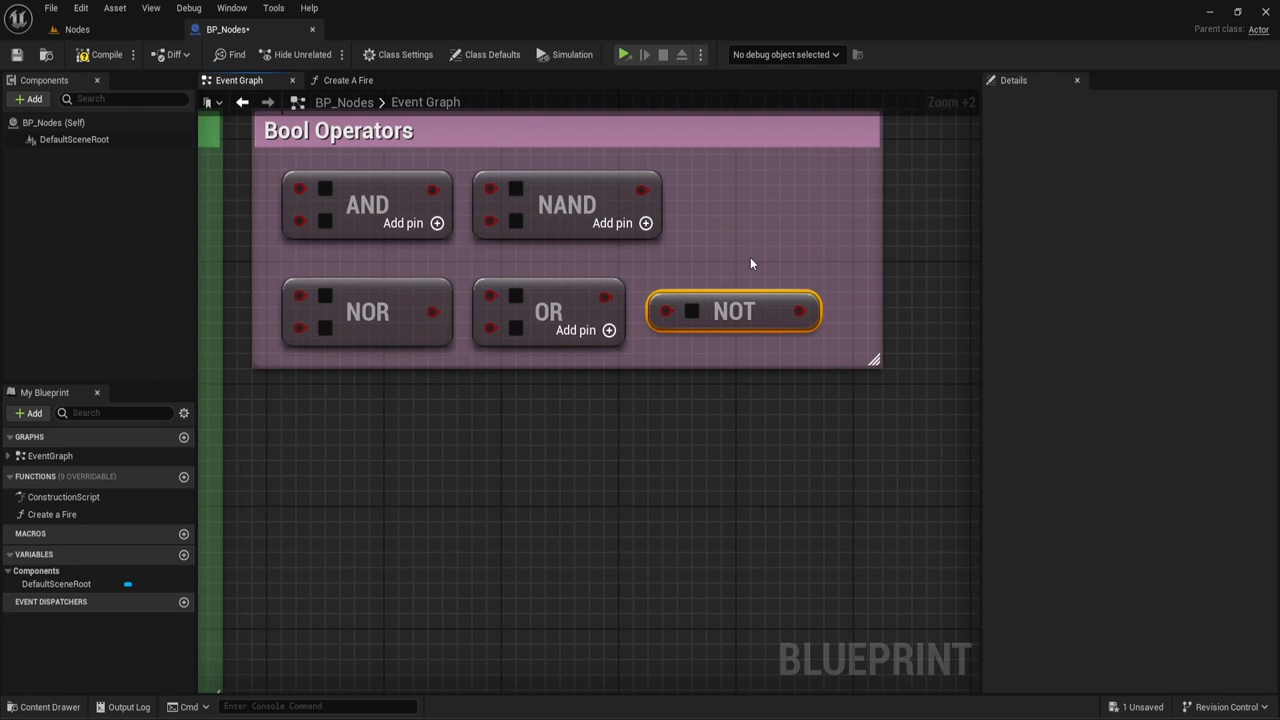 File Edit Asset View Debug Window Tools Help
Nodes BP_Nodes*
Parent class: Actor
Compile Diff Find Hide Unrelated Class Settings Class Defaults Simulation No debug object selected
Components Event Graph Create A Fire Details
Add Search BP_Nodes > Event Graph Zoom +2
BP_Nodes (Self)
DefaultSceneRoot
Bool Operators
AND Add pin
NAND Add pin
NOR
OR Add pin
NOT
My Blueprint
Add Search
GRAPHS
EventGraph
FUNCTIONS (9 OVERRIDABLE)
ConstructionScript
Create a Fire
MACROS
VARIABLES
Components
DefaultSceneRoot
EVENT DISPATCHERS
BLUEPRINT
Content Drawer Output Log Cmd Enter Console Command 1 Unsaved Revision Control